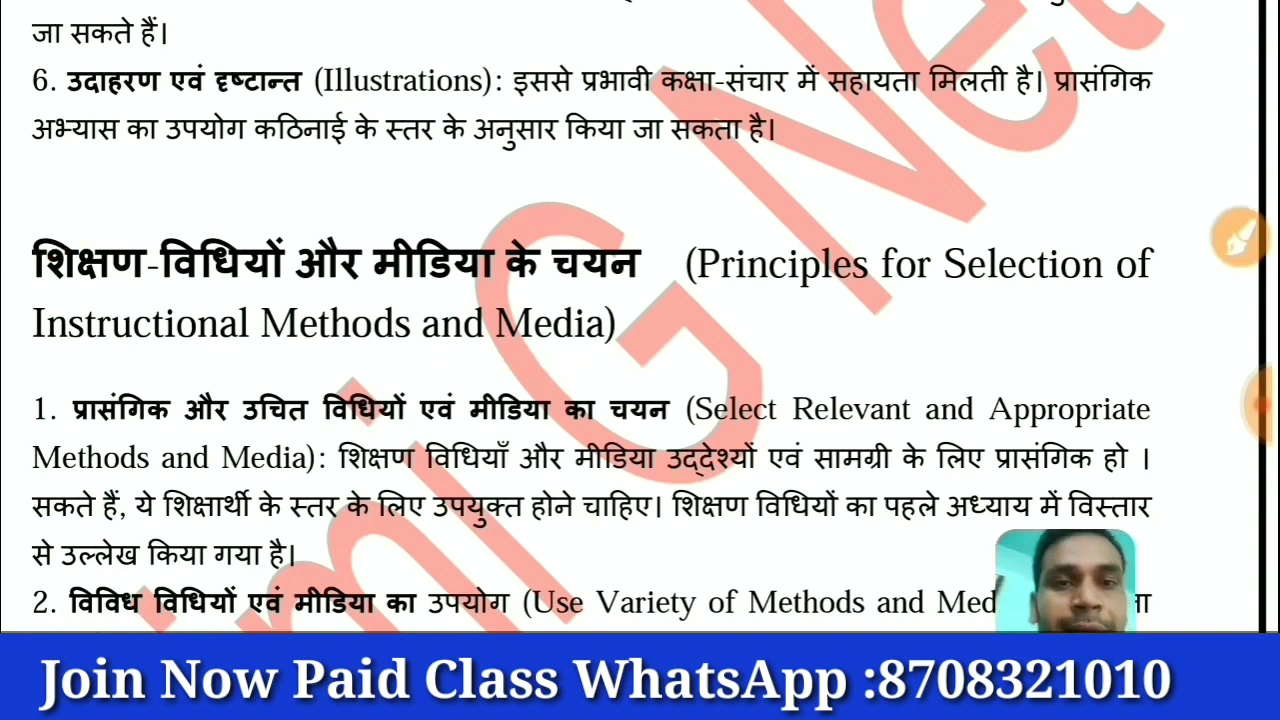 जा सकते हैं।
6. उदाहरण एवं दृष्टान्त (Illustrations): इससे प्रभावी कक्षा-संचार में सहायता मिलती है। प्रासंगिक
अभ्यास का उपयोग कठिनाई के स्तर के अनुसार किया जा सकता है।
शिक्षण-विधियों और मीडिया के चयन (Principles for Selection of
Instructional Methods and Media)
1. प्रासंगिक और उचित विधियों एवं मीडिया का चयन (Select Relevant and Appropriate
Methods and Media): शिक्षण विधियाँ और मीडिया उद्देश्यों एवं सामग्री के लिए प्रासंगिक हो ।
सकते हैं, ये शिक्षार्थी के स्तर के लिए उपयुक्त होने चाहिए। शिक्षण विधियों का पहले अध्याय में विस्तार
से उल्लेख किया गया है।
2. विविध विधियों एवं मीडिया का उपयोग (Use Variety of Methods and Med
Join Now Paid Class WhatsApp :8708321010